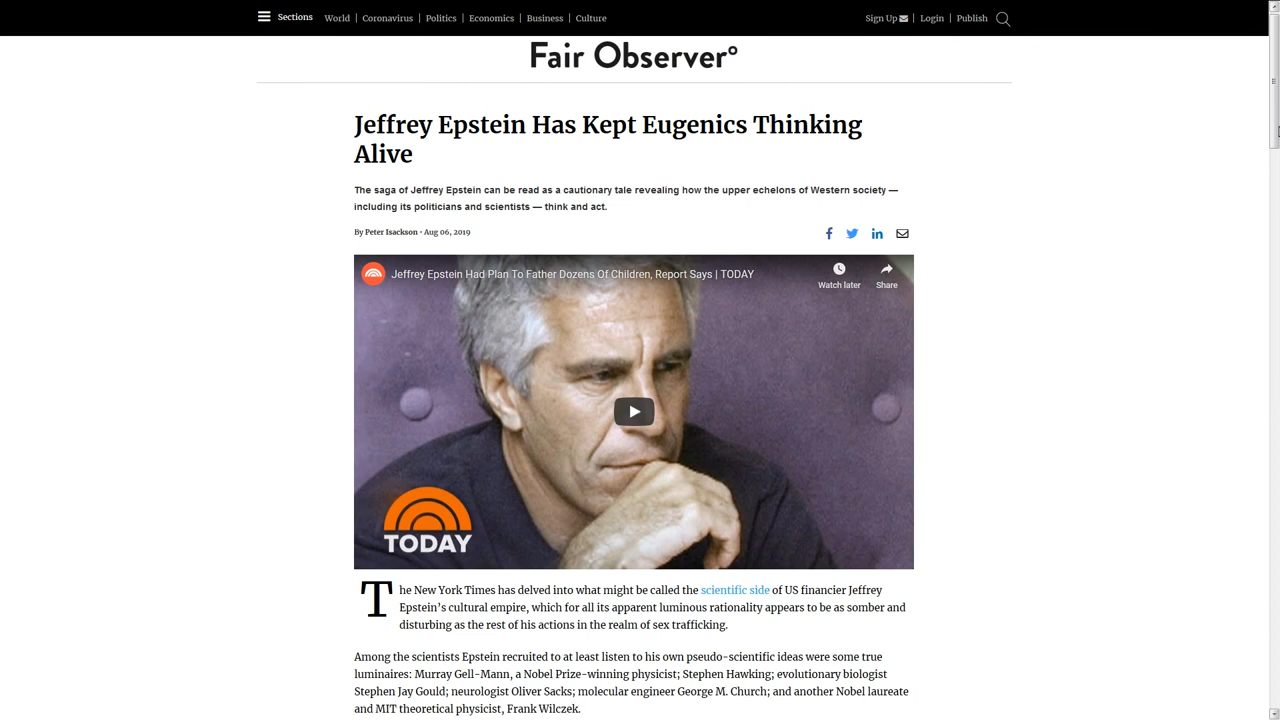 Sections World Coronavirus Politics Economics Business Culture Sign Up Login Publish
Fair Observer°
Jeffrey Epstein Has Kept Eugenics Thinking
Alive
The saga of Jeffrey Epstein can be read as a cautionary tale revealing how the upper echelons of Western society —
including its politicians and scientists — think and act.
By Peter Isackson • Aug 06, 2019
Jeffrey Epstein Had Plan To Father Dozens Of Children, Report Says | TODAY
Watch later Share
TODAY
The New York Times has delved into what might be called the scientific side of US financier Jeffrey
Epstein’s cultural empire, which for all its apparent luminous rationality appears to be as somber and
disturbing as the rest of his actions in the realm of sex trafficking.
Among the scientists Epstein recruited to at least listen to his own pseudo-scientific ideas were some true
luminaires: Murray Gell-Mann, a Nobel Prize-winning physicist; Stephen Hawking; evolutionary biologist
Stephen Jay Gould; neurologist Oliver Sacks; molecular engineer George M. Church; and another Nobel laureate
and MIT theoretical physicist, Frank Wilczek.